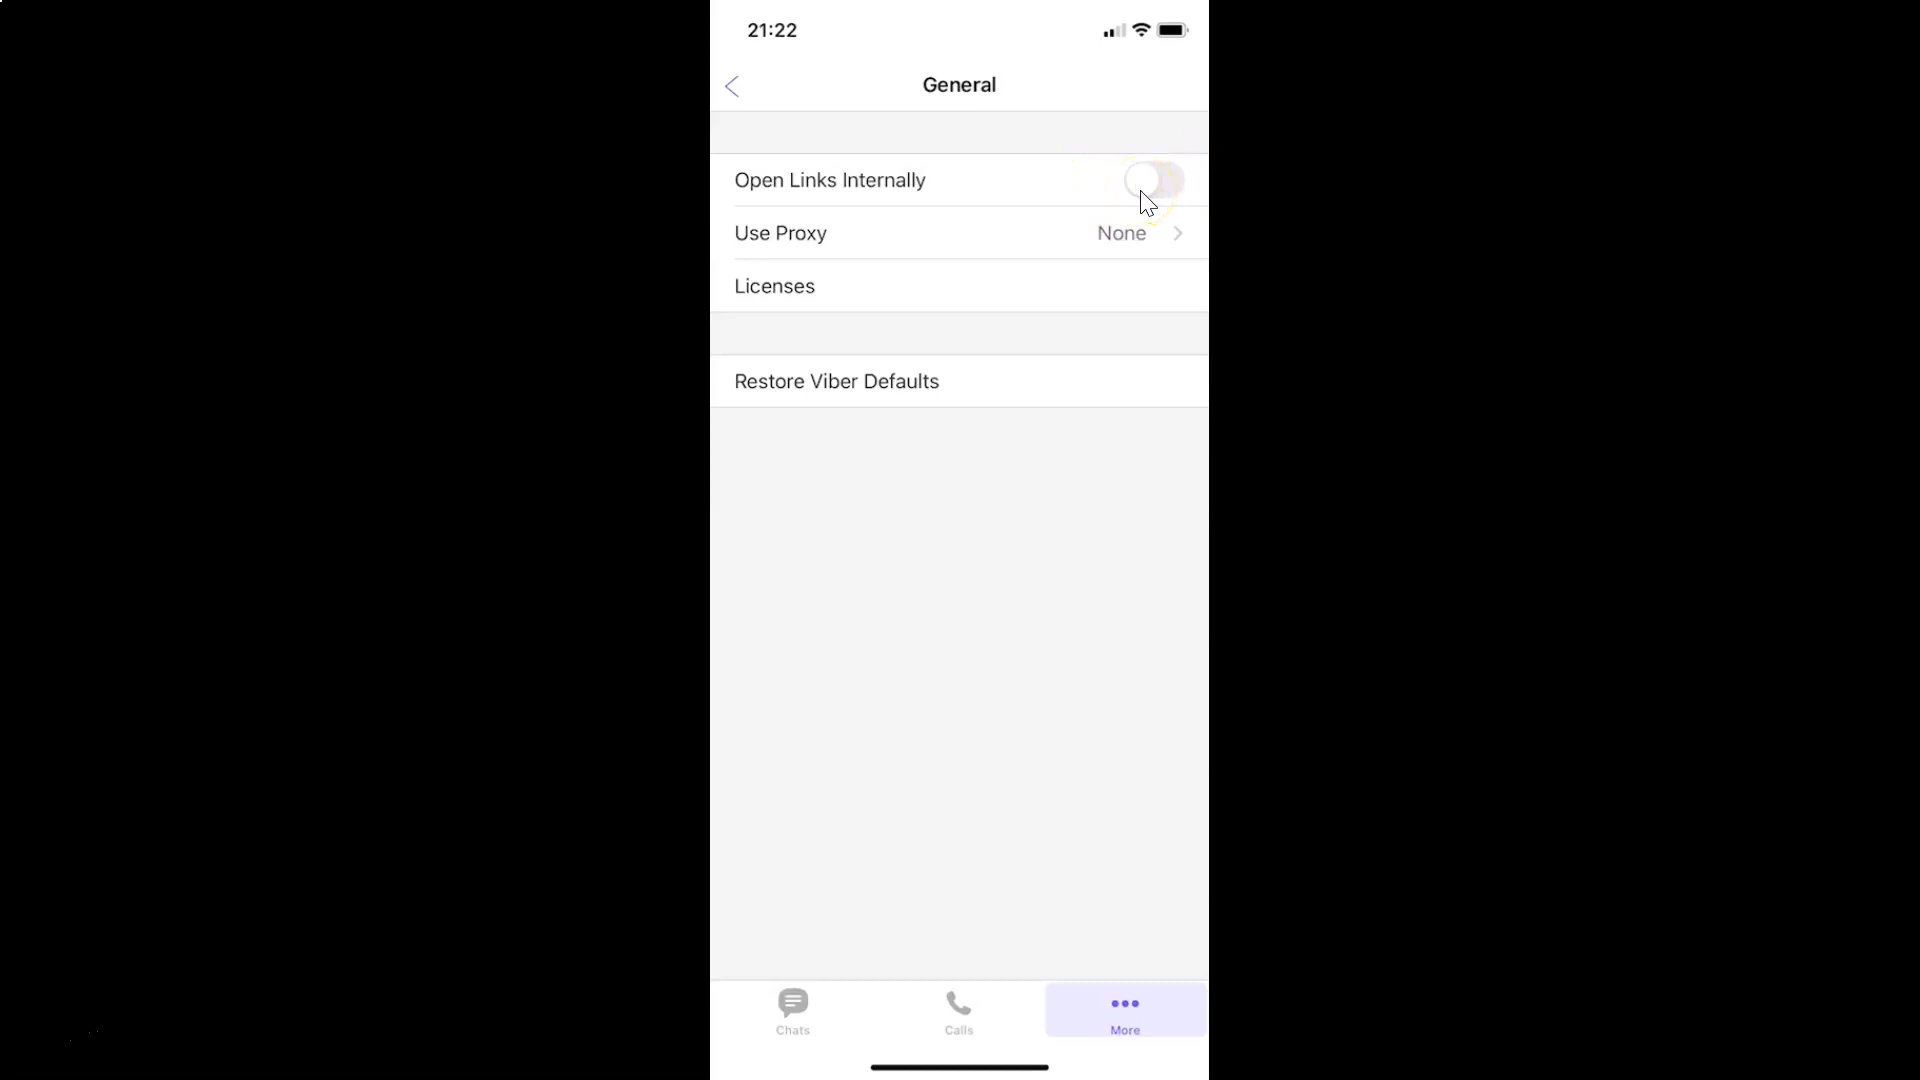 21:22
General
Open Links Internally
Use Proxy None
Licenses
Restore Viber Defaults
Chats Calls More